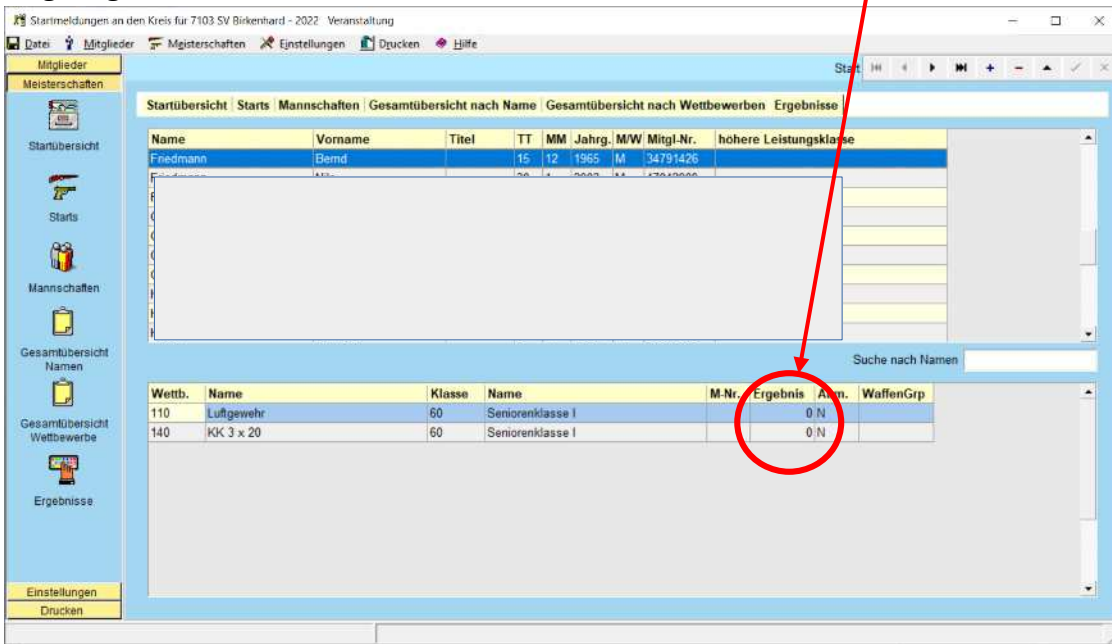 Startmeldungen an den Kreis für 7103 SV Birkenhard - 2022 Veranstaltung
Datei Mitglieder Meisterschaften Einstellungen Drucken Hilfe
Mitglieder
Start
Meisterschaften
Startübersicht Starts Mannschaften Gesamtübersicht nach Name Gesamtübersicht nach Wettbewerben Ergebnisse
Name Vorname Titel TT MM Jahrg. M/W Mitgl-Nr. höhere Leistungsklasse
Friedmann Bernd 15 12 1965 M 34791426
Startübersicht
Starts
Mannschaften
Gesamtübersicht
Namen
Suche nach Namen
Wettb. Name Klasse Name M-Nr. Ergebnis WaffenGrp
110 Luftgewehr 60 Seniorenklasse I 0 N
140 KK 3 x 20 60 Seniorenklasse I 0 N
Gesamtübersicht
Wettbewerbe
Ergebnisse
Einstellungen
Drucken